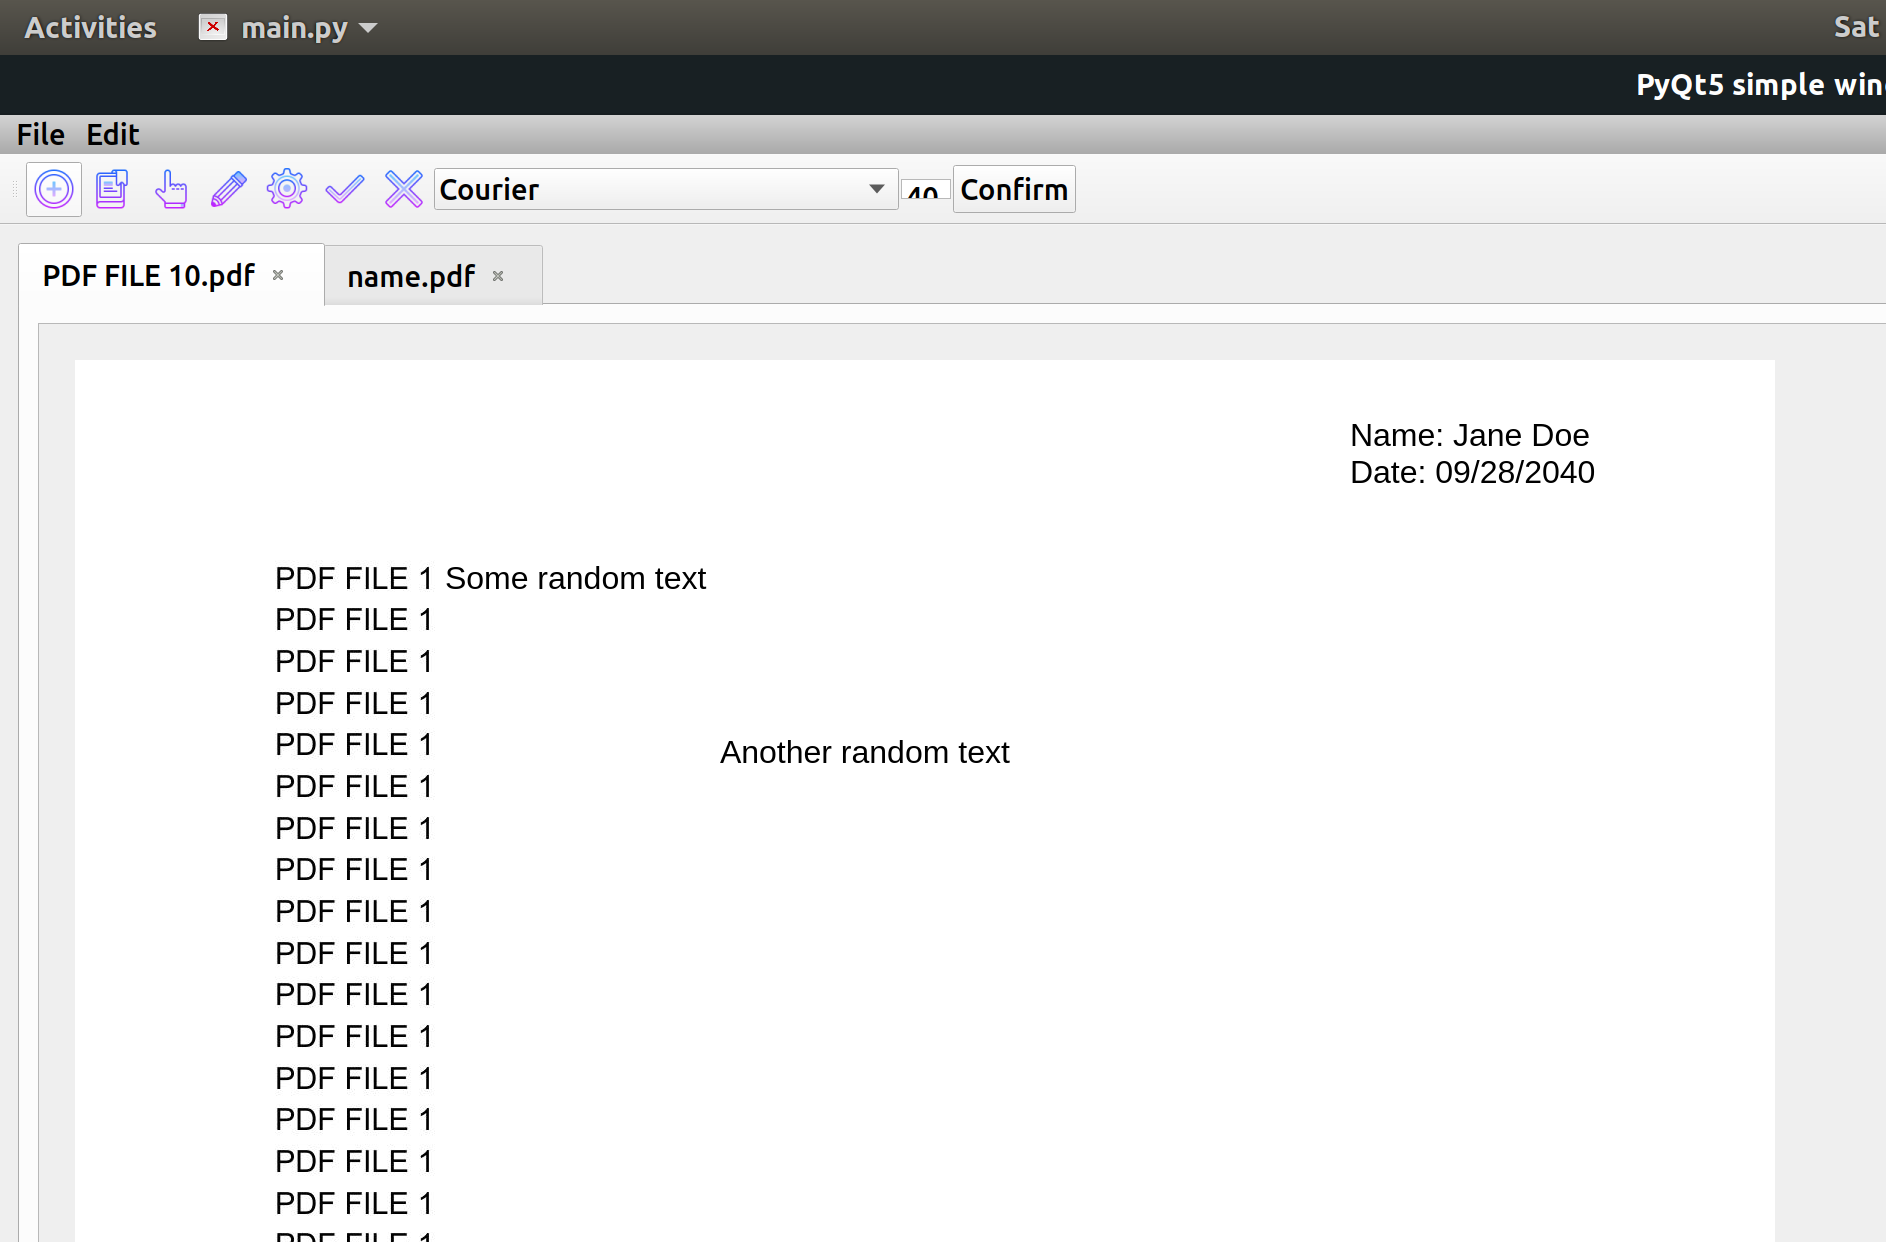 Activities main.py Sat
PyQt5 simple win
File Edit
Courier 40 Confirm
PDF FILE 10.pdf name.pdf
Name: Jane Doe
Date: 09/28/2040
PDF FILE 1 Some random text
PDF FILE 1
PDF FILE 1
PDF FILE 1
PDF FILE 1
Another random text
PDF FILE 1
PDF FILE 1
PDF FILE 1
PDF FILE 1
PDF FILE 1
PDF FILE 1
PDF FILE 1
PDF FILE 1
PDF FILE 1
PDF FILE 1
PDF FILE 1
PDF FILE 1